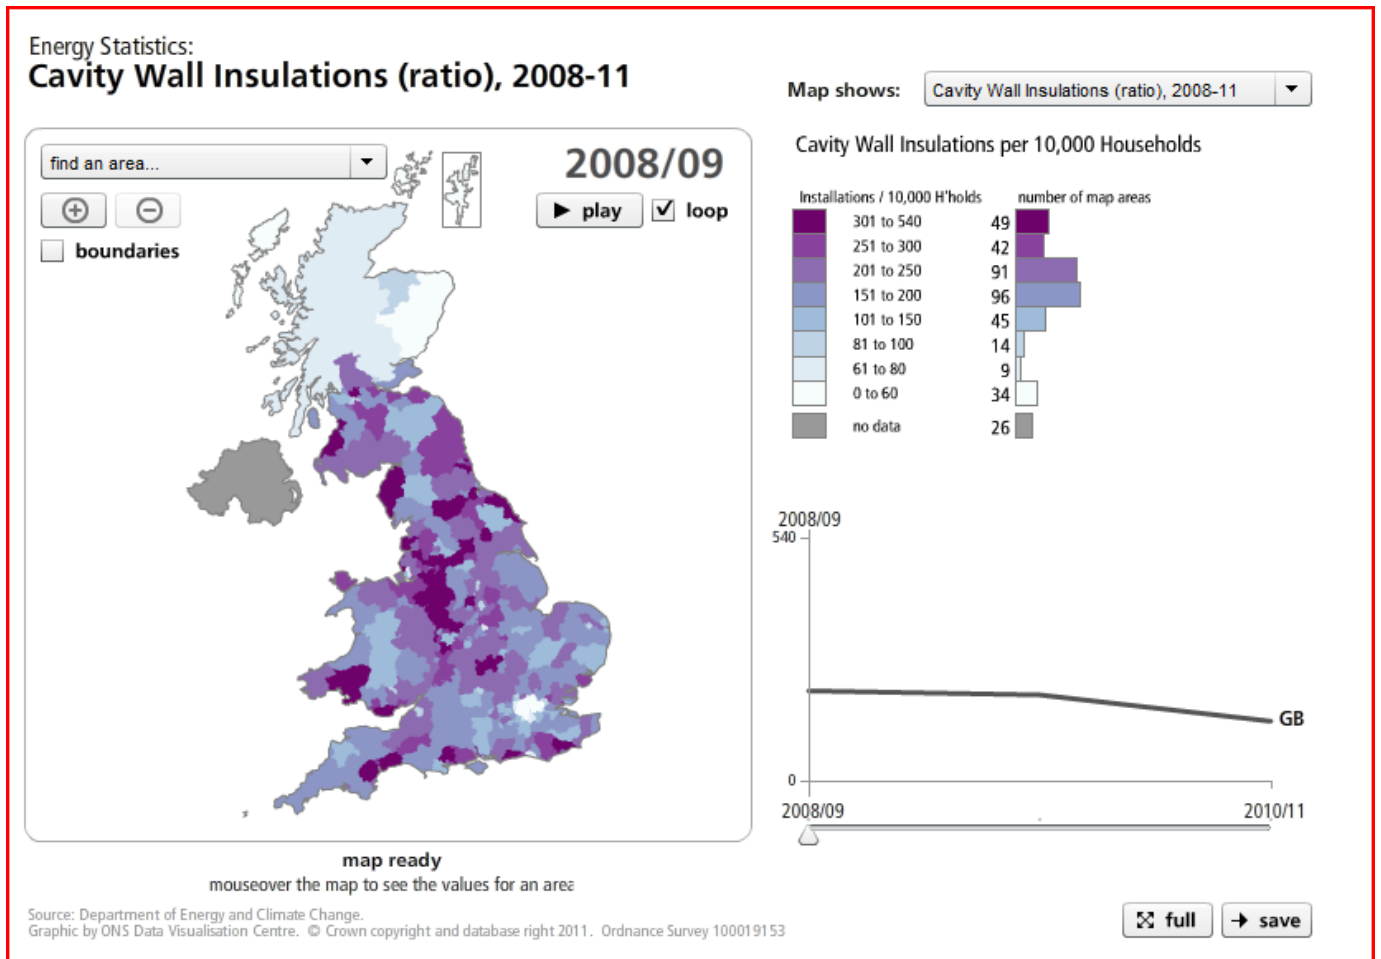 Energy Statistics:
Cavity Wall Insulations (ratio), 2008-11
Map shows:
Cavity Wall Insulations (ratio), 2008-11
find an area...
2008/09
play
loop
boundaries
Cavity Wall Insulations per 10,000 Households
Installations / 10,000 H'holds number of map areas
301 to 540 49
251 to 300 42
201 to 250 91
151 to 200 96
101 to 150 45
81 to 100 14
61 to 80 9
0 to 60 34
no data 26
2008/09
540
GB
0
2008/09 2010/11
map ready
mouseover the map to see the values for an area
Source: Department of Energy and Climate Change.
Graphic by ONS Data Visualisation Centre. © Crown copyright and database right 2011. Ordnance Survey 100019153
full
save